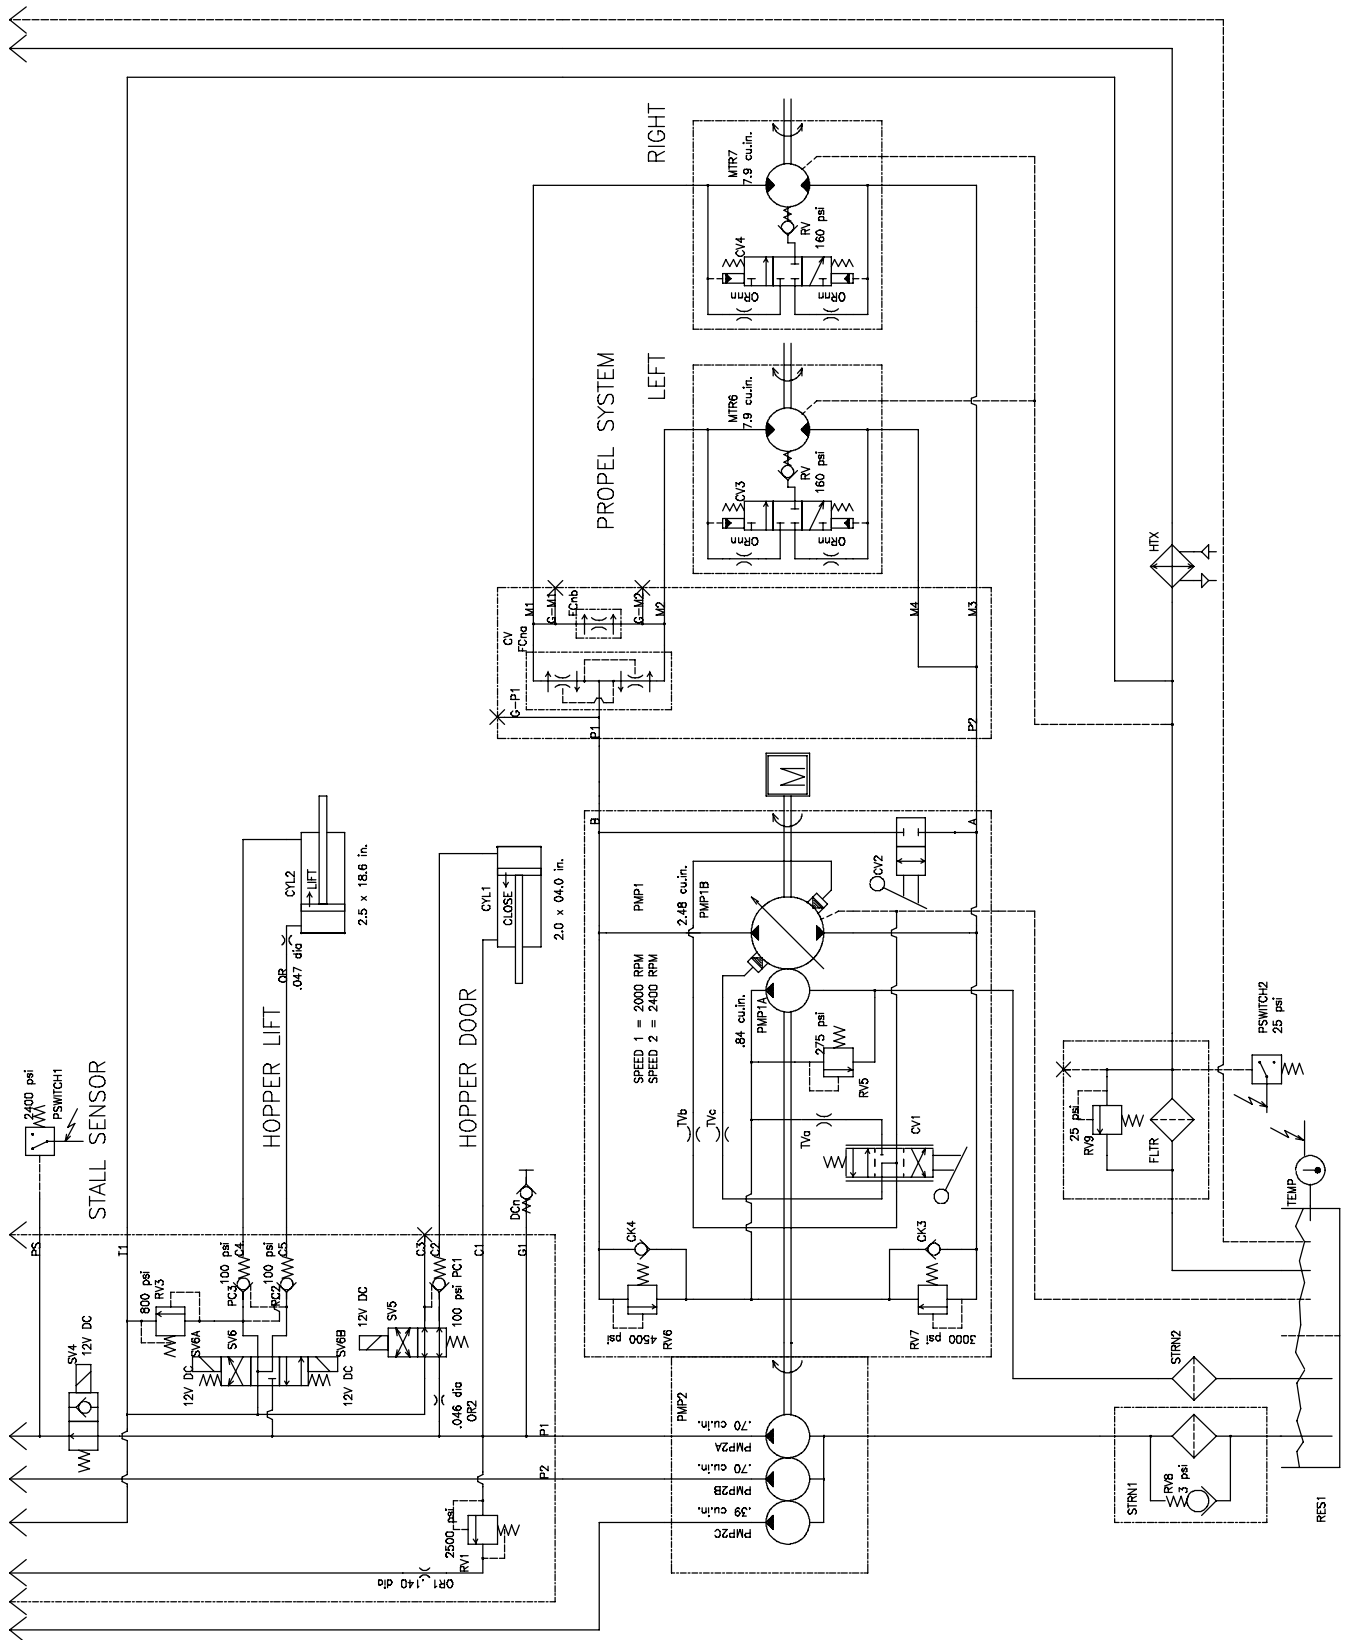 RIGHT
MTR7
7.9 cu.in.
CV4
RV
160 psi
ORnn
ORnn
PROPEL SYSTEM
LEFT
MTR6
7.9 cu.in.
CV3
RV
160 psi
ORnn
ORnn
HTX
M1
G-M1
FCnb
G-M2
M2
M4
M3
CV
FCna
G-P1
P1
P2
M
B
A
CV2
PMP1
2.48 cu.in.
PMP1B
SPEED 1 = 2000 RPM
SPEED 2 = 2400 RPM
.84 cu.in.
PMP1A
275 psi
RV5
TVb
TVc
TVa
CV1
CK4
CK3
4500 psi
RV6
3000 psi
RV7
CYL2
LIFT
2.5 x 18.6 in.
OR
.047 dia
HOPPER LIFT
CYL1
CLOSE
2.0 x 04.0 in.
HOPPER DOOR
2400 psi
PSWITCH1
STALL SENSOR
DCn
PS
T1
C4
C5
C3
C2
C1
G1
800 psi
RV3
100 psi
PC3
100 psi
PC2
100 psi PC1
SV4
12V DC
SV6A
SV6
SV6B
12V DC
12V DC
12V DC
SV5
.046 dia
OR2
P1
P2
2500 psi
RV1
OR1 .140 dia
PMP2
.70 cu.in.
PMP2A
.70 cu.in.
PMP2B
.39 cu.in.
PMP2C
PSWITCH2
25 psi
25 psi
RV9
FLTR
TEMP
STRN2
STRN1
RV8
3 psi
RES1